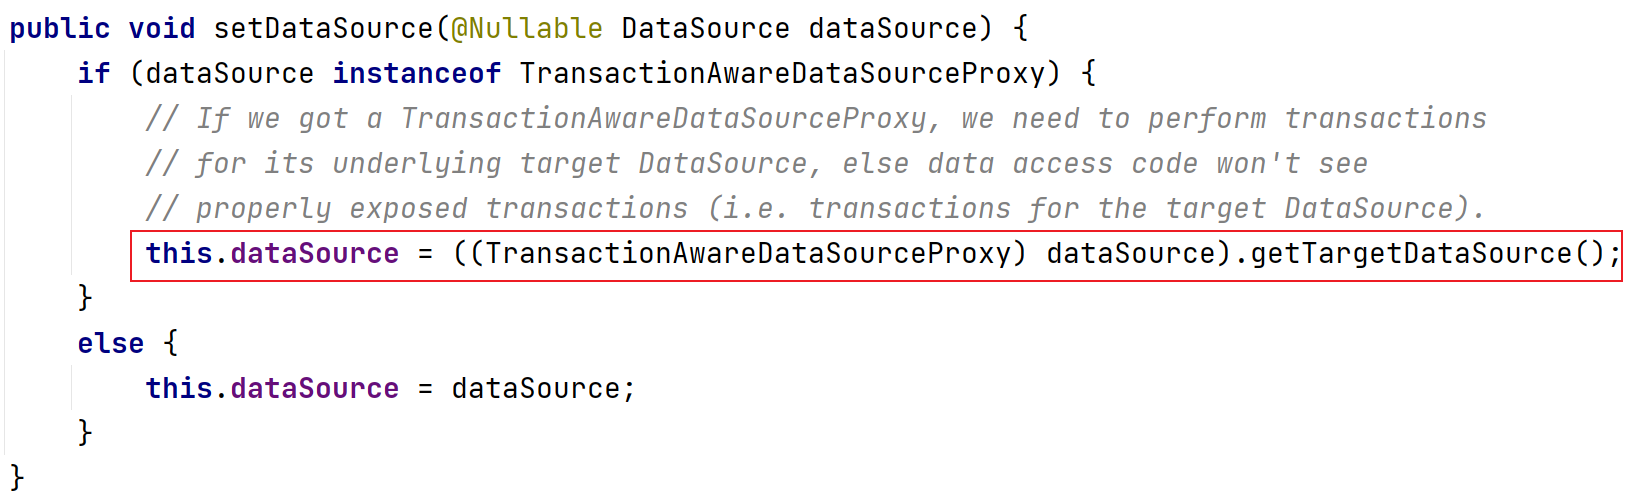 public void setDataSource(@Nullable DataSource dataSource) {
    if (dataSource instanceof TransactionAwareDataSourceProxy) {
        // If we got a TransactionAwareDataSourceProxy, we need to perform transactions
        // for its underlying target DataSource, else data access code won't see
        // properly exposed transactions (i.e. transactions for the target DataSource).
        this.dataSource = ((TransactionAwareDataSourceProxy) dataSource).getTargetDataSource();
    }
    else {
        this.dataSource = dataSource;
    }
}